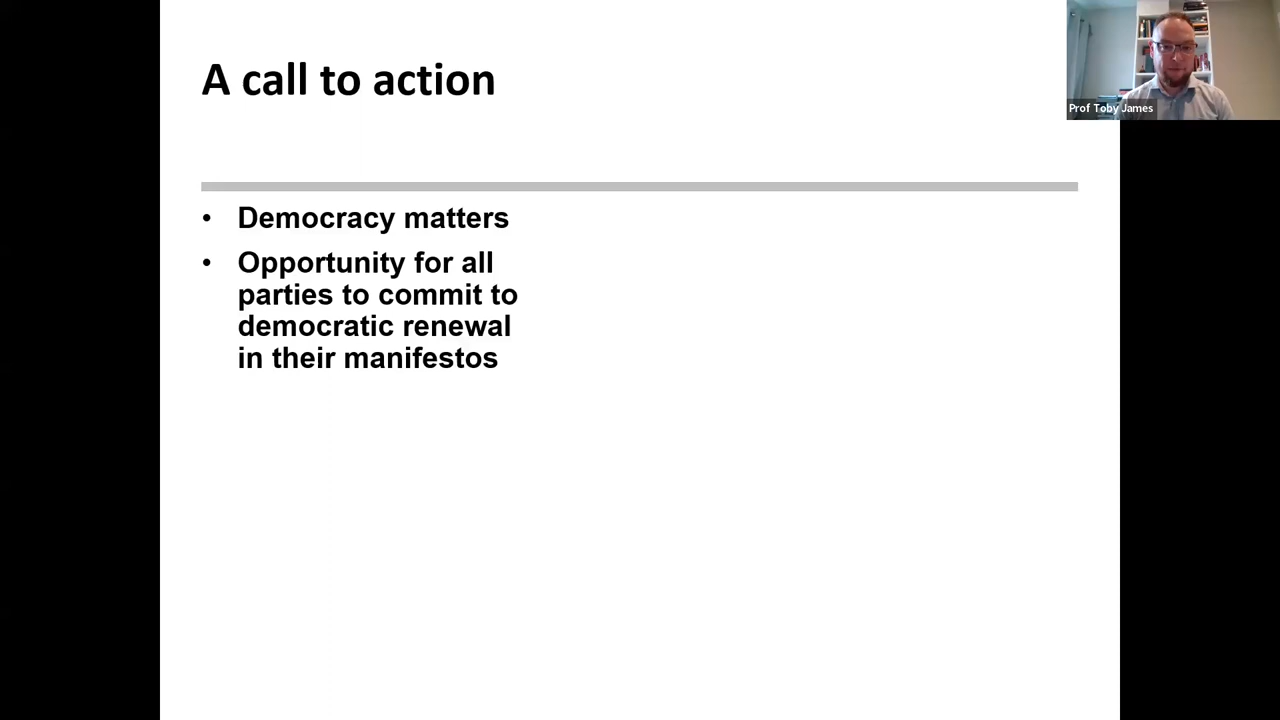 A call to action
Prof Toby James
• Democracy matters
• Opportunity for all
parties to commit to
democratic renewal
in their manifestos